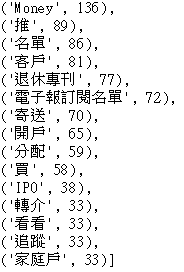 ('Money', 136),
('推', 89),
('名單', 86),
('客戶', 81),
('退休專刊', 77),
('電子報訂閱名單', 72),
('寄送', 70),
('開戶', 65),
('分配', 59),
('買', 58),
('IPO', 38),
('轉介', 33),
('看看', 33),
('追蹤', 33),
('家庭戶', 33)]